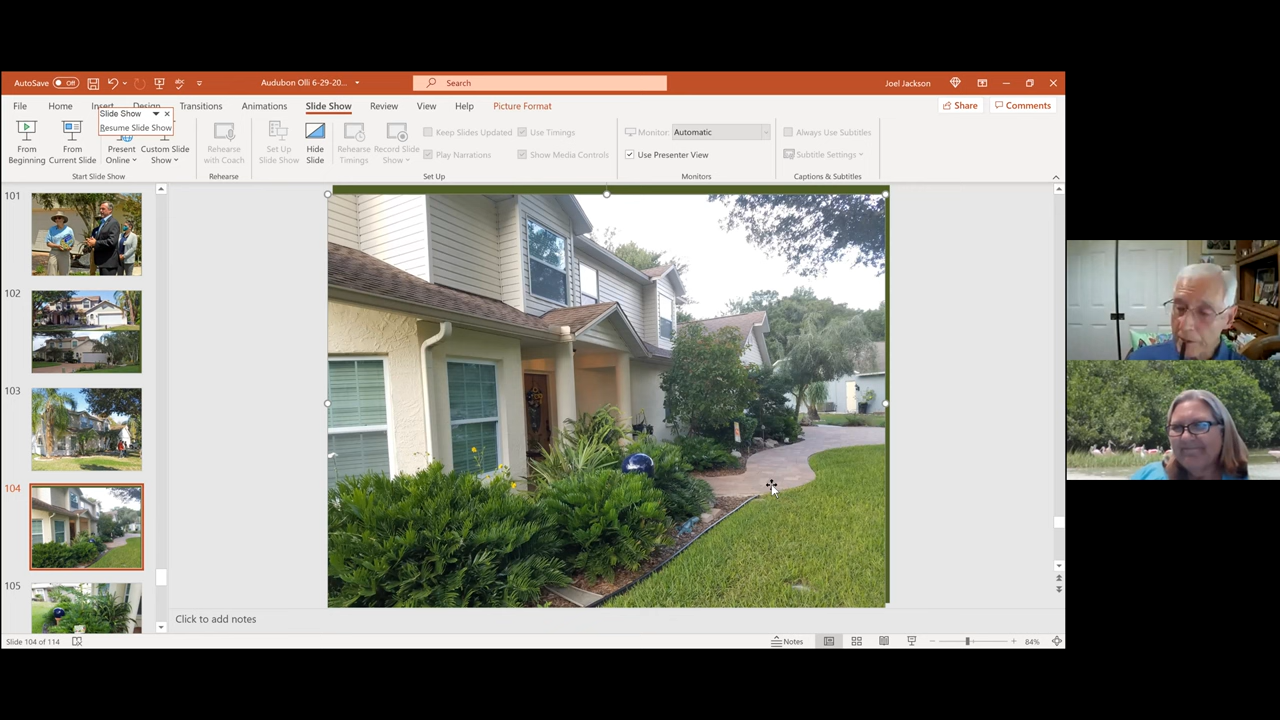 AutoSave Off
Audubon Olli 6-29-20...
Search
Joel Jackson
File Home Insert Design Transitions Animations Slide Show Review View Help Picture Format
Share Comments
Slide Show
Resume Slide Show
From Beginning
From Current Slide
Present Online
Custom Slide Show
Start Slide Show
Rehearse with Coach
Rehearse
Set Up Slide Show
Hide Slide
Rehearse Timings
Record Slide Show
Keep Slides Updated
Play Narrations
Use Timings
Show Media Controls
Set Up
Monitor: Automatic
Use Presenter View
Monitors
Always Use Subtitles
Subtitle Settings
Captions & Subtitles
101
102
103
104
105
Click to add notes
Slide 104 of 114
Notes
84%